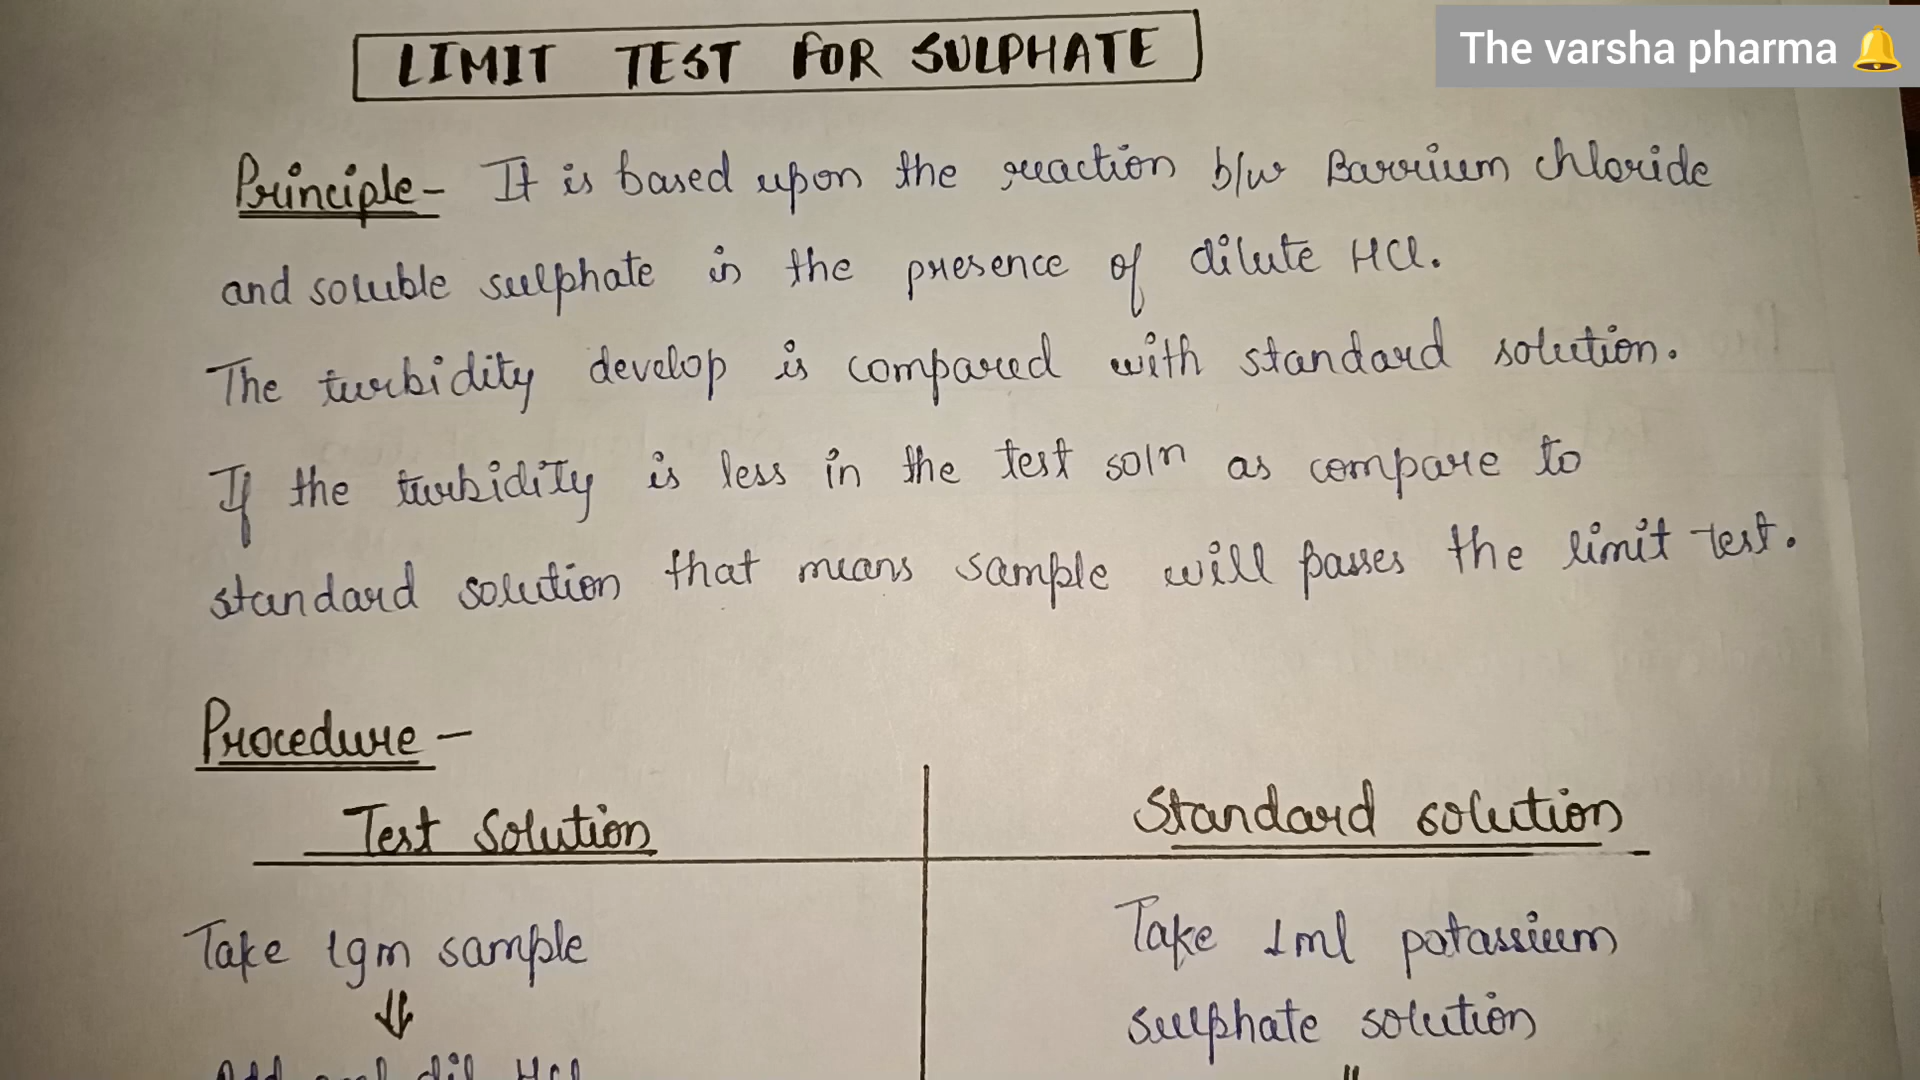 LIMIT TEST FOR SULPHATE
The varsha pharma 🔔
Principle- It is based upon the reaction b/w Barrium chloride
and soluble sulphate in the presence of dilute HCl.
The turbidity develop is compared with standard solution.
If the turbidity is less in the test soln as compare to
standard solution that means sample will passes the limit test.
Procedure -
Test Solution
Standard solution
Take 1gm sample
⇓
Take 1ml potassium
sulphate solution
Add dil HCl